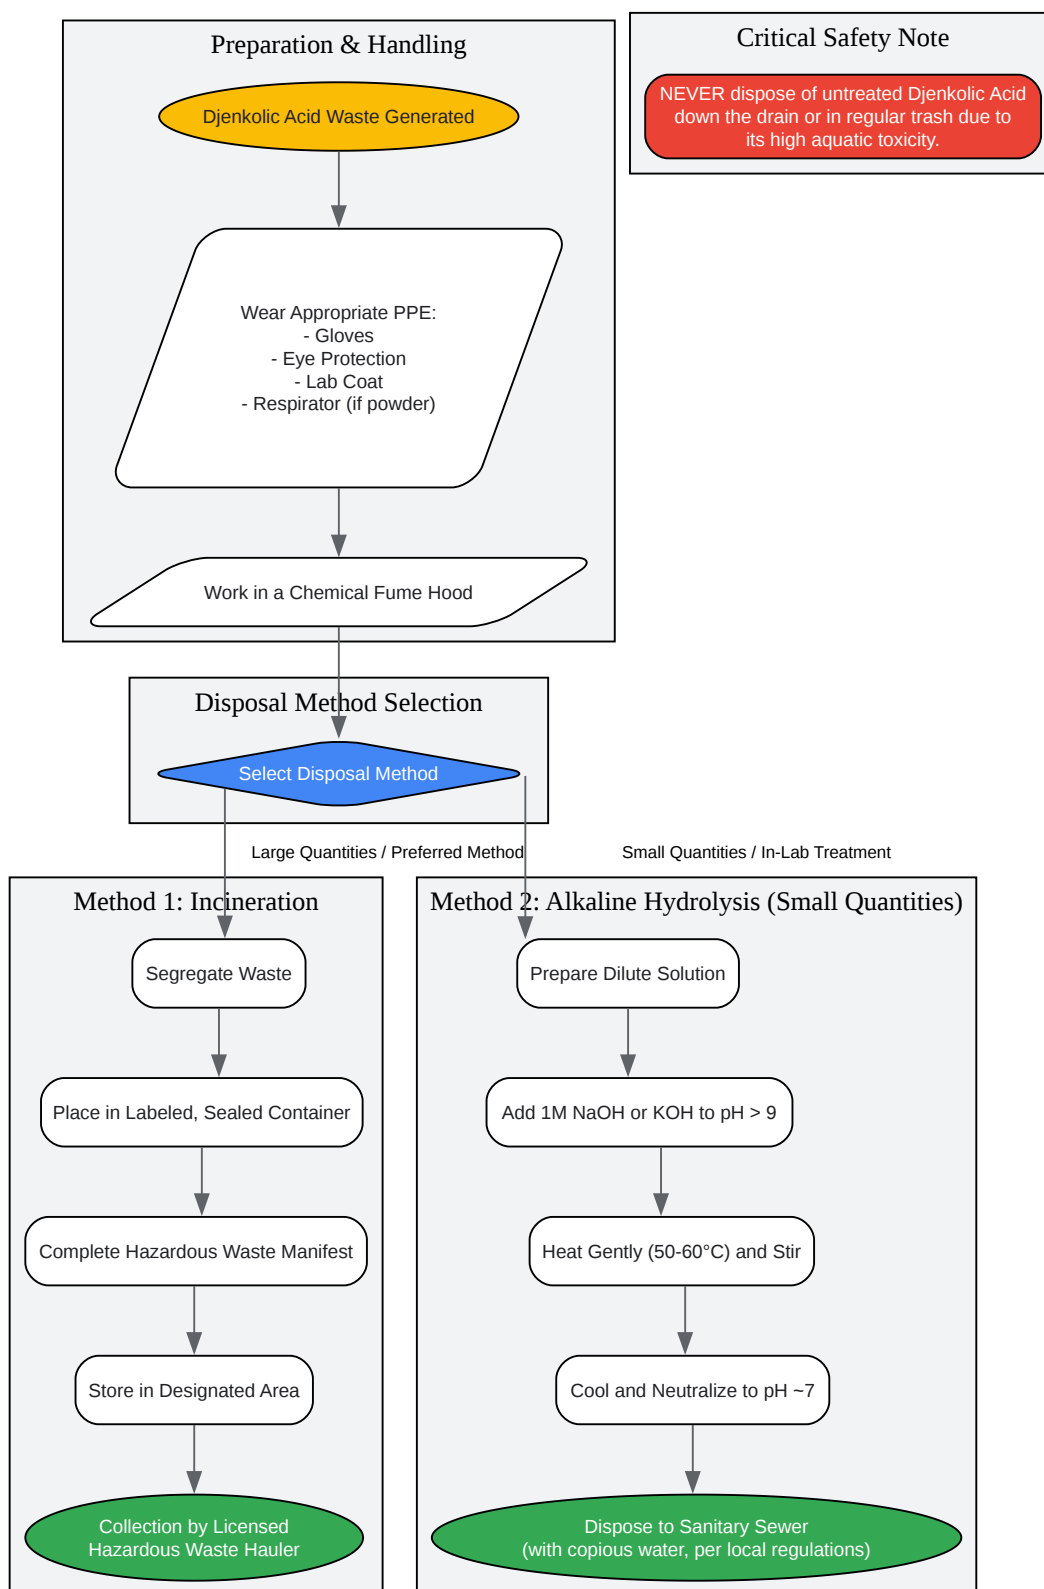 Preparation & Handling
Djenkolic Acid Waste Generated
Wear Appropriate PPE:
- Gloves
- Eye Protection
- Lab Coat
- Respirator (if powder)
Work in a Chemical Fume Hood
Critical Safety Note
NEVER dispose of untreated Djenkolic Acid
down the drain or in regular trash due to
its high aquatic toxicity.
Disposal Method Selection
Select Disposal Method
Large Quantities / Preferred Method
Small Quantities / In-Lab Treatment
Method 1: Incineration
Segregate Waste
Place in Labeled, Sealed Container
Complete Hazardous Waste Manifest
Store in Designated Area
Collection by Licensed
Hazardous Waste Hauler
Method 2: Alkaline Hydrolysis (Small Quantities)
Prepare Dilute Solution
Add 1M NaOH or KOH to pH > 9
Heat Gently (50-60°C) and Stir
Cool and Neutralize to pH ~7
Dispose to Sanitary Sewer
(with copious water, per local regulations)